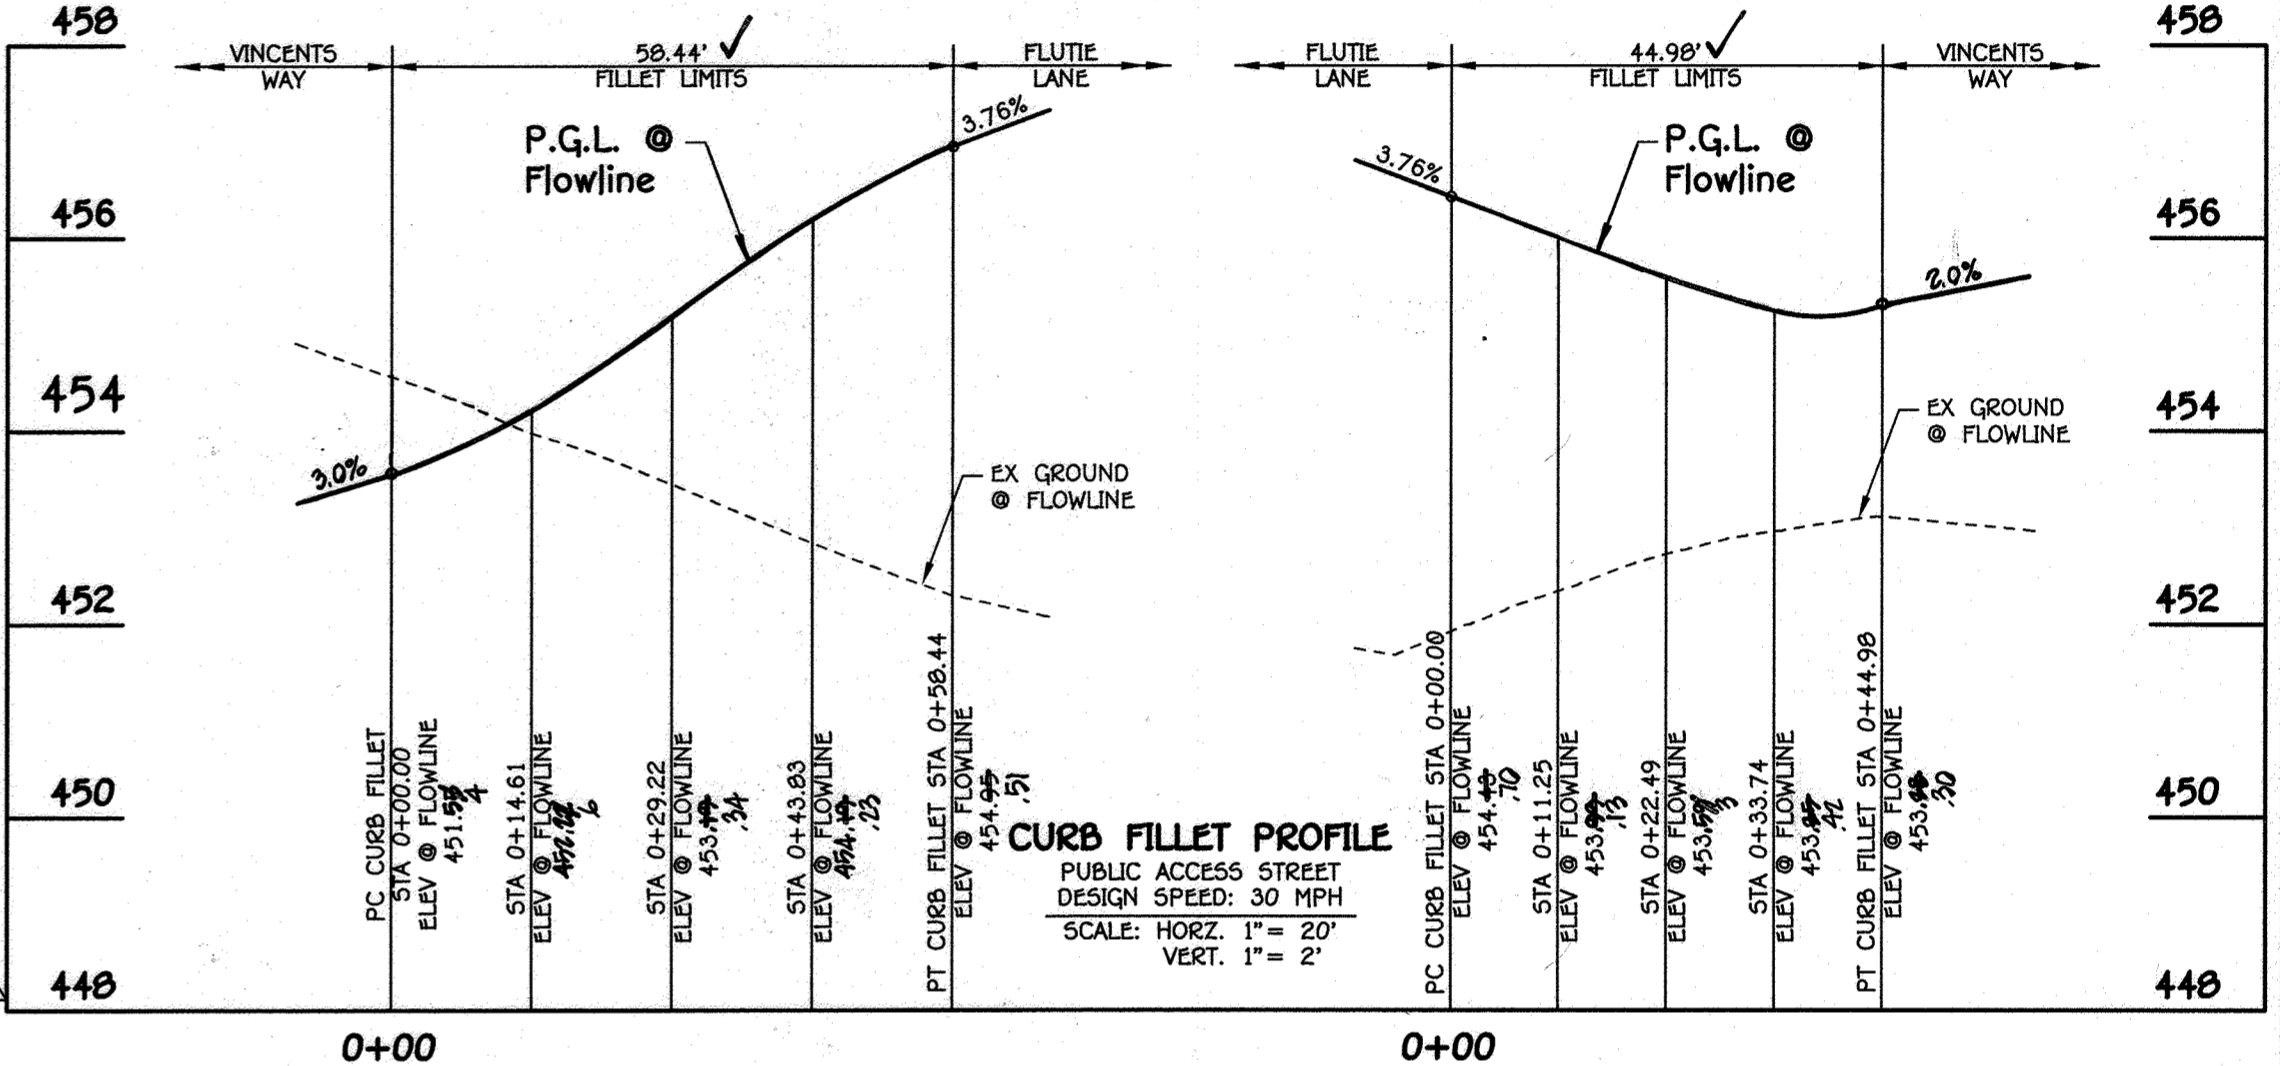 458
456
454
452
450
448
VINCENTS
WAY
58.44' ✓
FILLET LIMITS
FLUTIE
LANE
P.G.L. @
Flowline
3.76%
3.0%
EX GROUND
@ FLOWLINE
PC CURB FILLET
STA 0+00.00
ELEV @ FLOWLINE
451.
4
STA 0+14.61
ELEV @ FLOWLINE
6
STA 0+29.22
ELEV @ FLOWLINE
453.
.34
STA 0+43.83
ELEV @ FLOWLINE
454.
.23
PT CURB FILLET STA 0+58.44
ELEV @ FLOWLINE
454.95
.51
0+00
CURB FILLET PROFILE
PUBLIC ACCESS STREET
DESIGN SPEED: 30 MPH
SCALE: HORZ. 1"= 20'
VERT. 1"= 2'
FLUTIE
LANE
44.98' ✓
FILLET LIMITS
VINCENTS
WAY
3.76%
P.G.L. @
Flowline
2.0%
EX GROUND
@ FLOWLINE
PC CURB FILLET STA 0+00.00
ELEV @ FLOWLINE
454.
.70
STA 0+11.25
ELEV @ FLOWLINE
453.
.13
STA 0+22.49
ELEV @ FLOWLINE
453.
3
STA 0+33.74
ELEV @ FLOWLINE
453.
.42
PT CURB FILLET STA 0+44.98
ELEV @ FLOWLINE
453.
.30
0+00
458
456
454
452
450
448